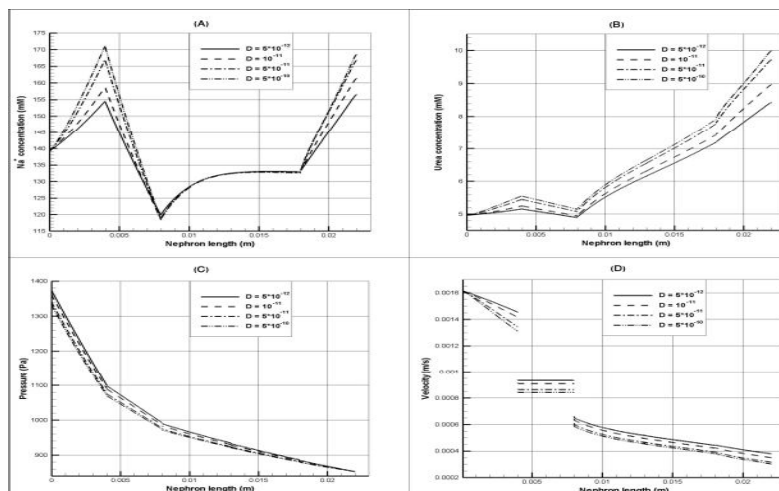 (A)
D = 5*10⁻¹²
D = 10⁻¹¹
D = 5*10⁻¹¹
D = 5*10⁻¹⁰
Na⁺ concentration (mM)
175
170
165
160
155
150
145
140
135
130
125
120
115
0
0.005
0.01
0.015
0.02
Nephron length (m)
(B)
D = 5*10⁻¹²
D = 10⁻¹¹
D = 5*10⁻¹¹
D = 5*10⁻¹⁰
Urea concentration (mM)
10
9
8
7
6
5
0
0.005
0.01
0.015
0.02
Nephron length (m)
(C)
D = 5*10⁻¹²
D = 10⁻¹¹
D = 5*10⁻¹¹
D = 5*10⁻¹⁰
Pressure (Pa)
1400
1300
1200
1100
1000
900
0
0.005
0.01
0.015
0.02
Nephron length (m)
(D)
D = 5*10⁻¹²
D = 10⁻¹¹
D = 5*10⁻¹¹
D = 5*10⁻¹⁰
Velocity (m/s)
0.0016
0.0014
0.0012
0.001
0.0008
0.0006
0.0004
0.0002
0.005
0.01
0.015
0.02
Nephron length (m)